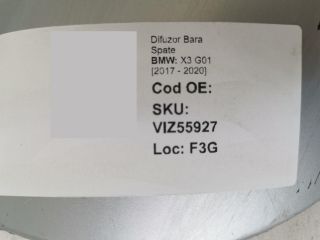 Difuzor Bara
Spate
BMW: X3 G01
[2017 - 2020]
Cod OE:
SKU:
VIZ55927
Loc: F3G